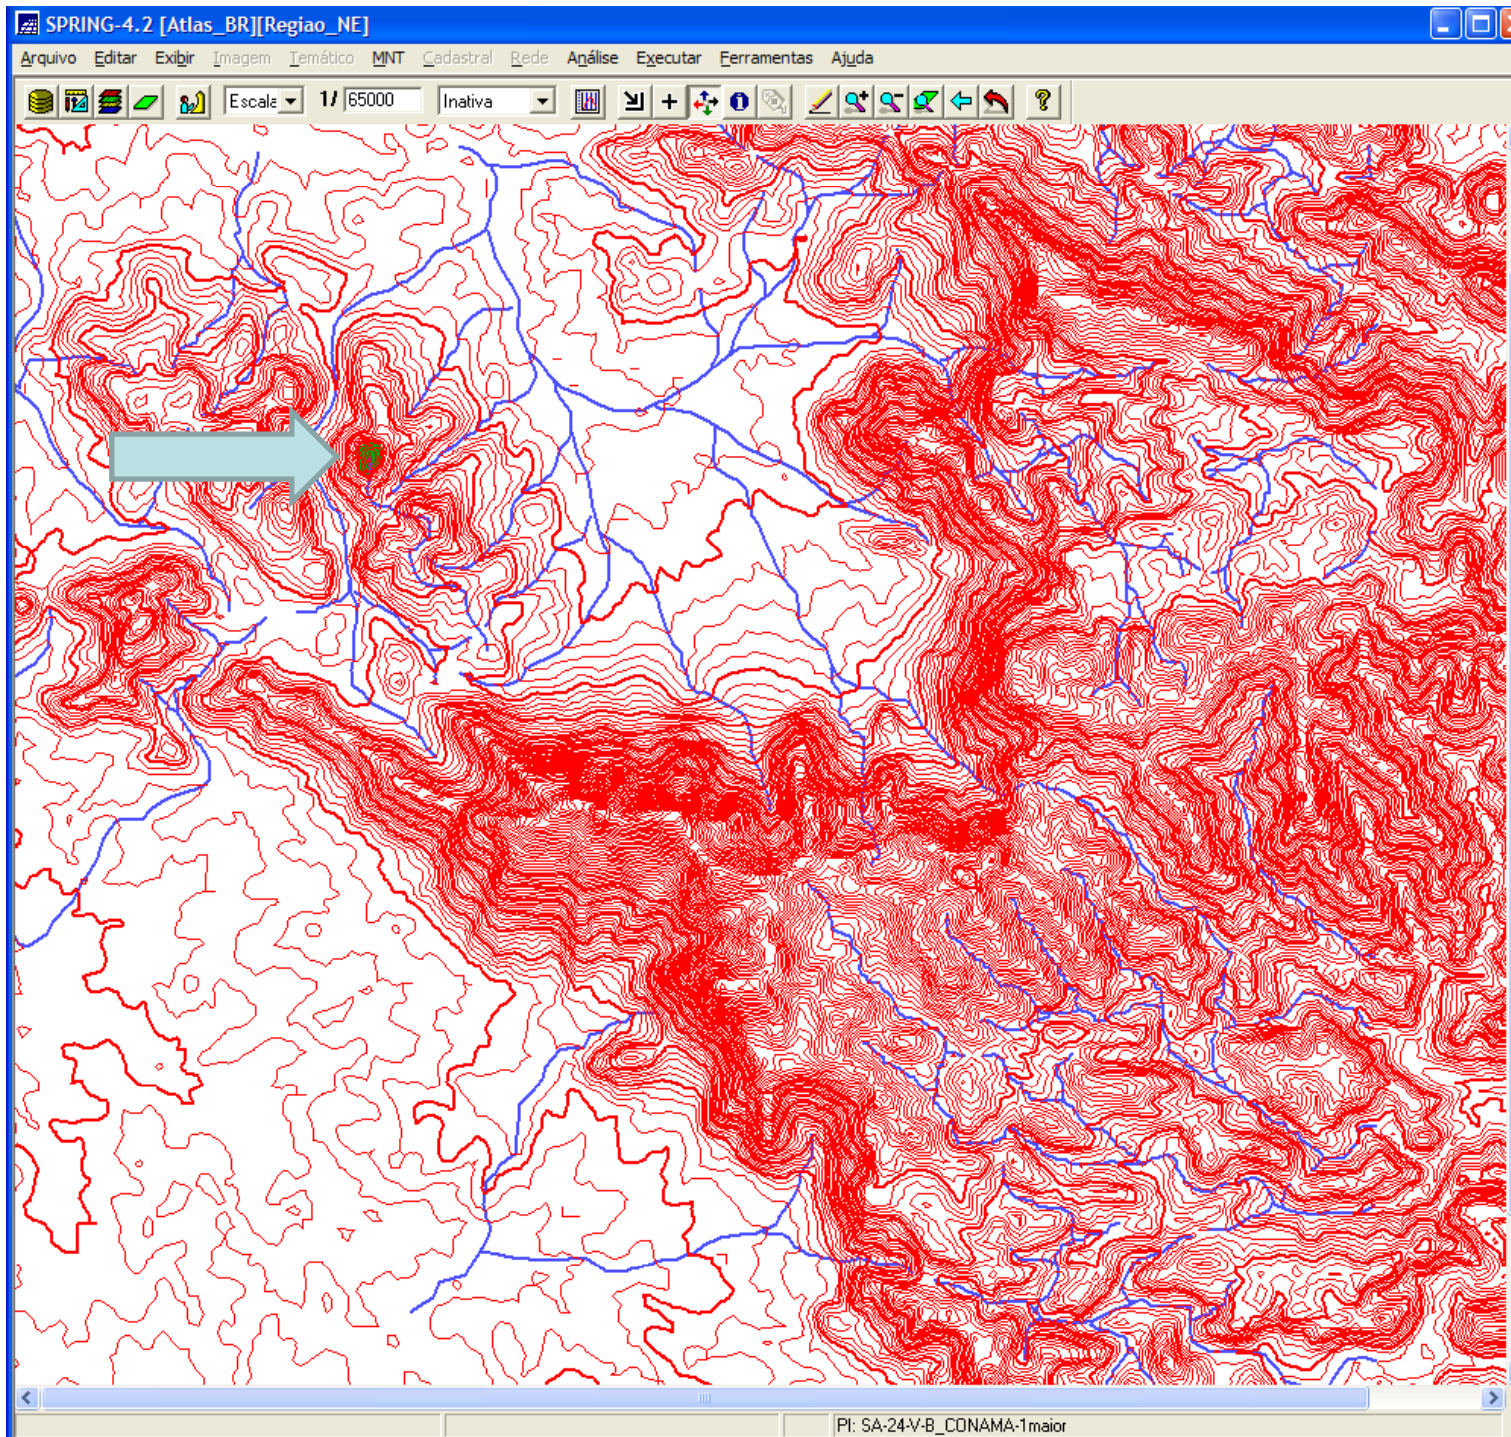 SPRING-4.2 [Atlas_BR][Regiao_NE]
Arquivo Editar Exibir Imagem Temático MNT Cadastral Rede Análise Executar Ferramentas Ajuda
Escala 1/ 65000 Inativa
PI: SA-24-V-B_CONAMA-1maior